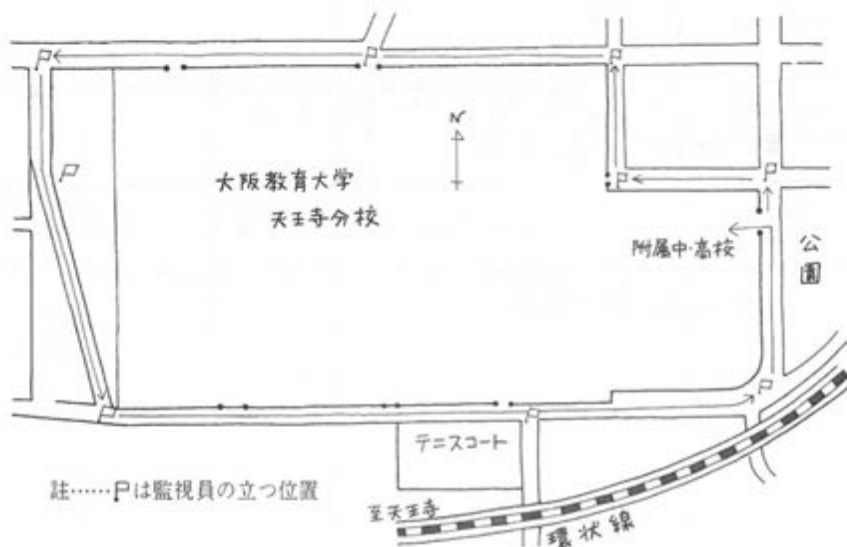 N
大阪教育大学
天王寺分校
附属中・高校
公園
テニスコート
註……は監視員の立つ位置
至天王寺
環状線